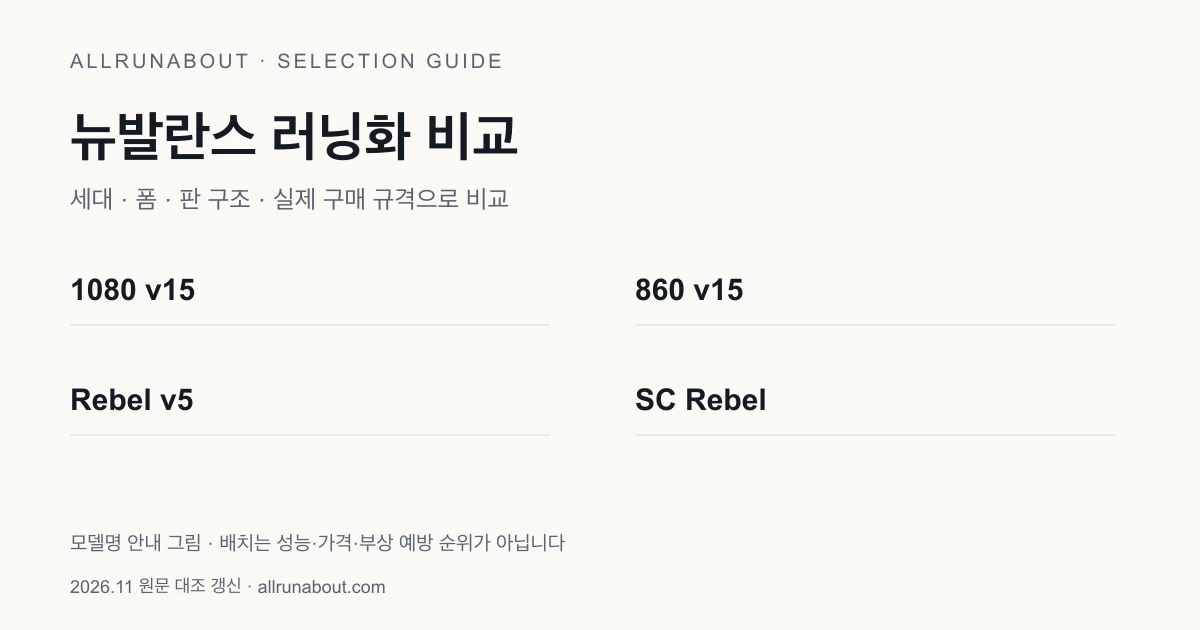 ALLRUNABOUT · SELECTION GUIDE
뉴발란스 러닝화 비교
세대 · 폼 · 판 구조 · 실제 구매 규격으로 비교
1080 v15
860 v15
Rebel v5
SC Rebel
모델명 안내 그림 · 배치는 성능·가격·부상 예방 순위가 아닙니다
2026.11 원문 대조 갱신 · allrunabout.com